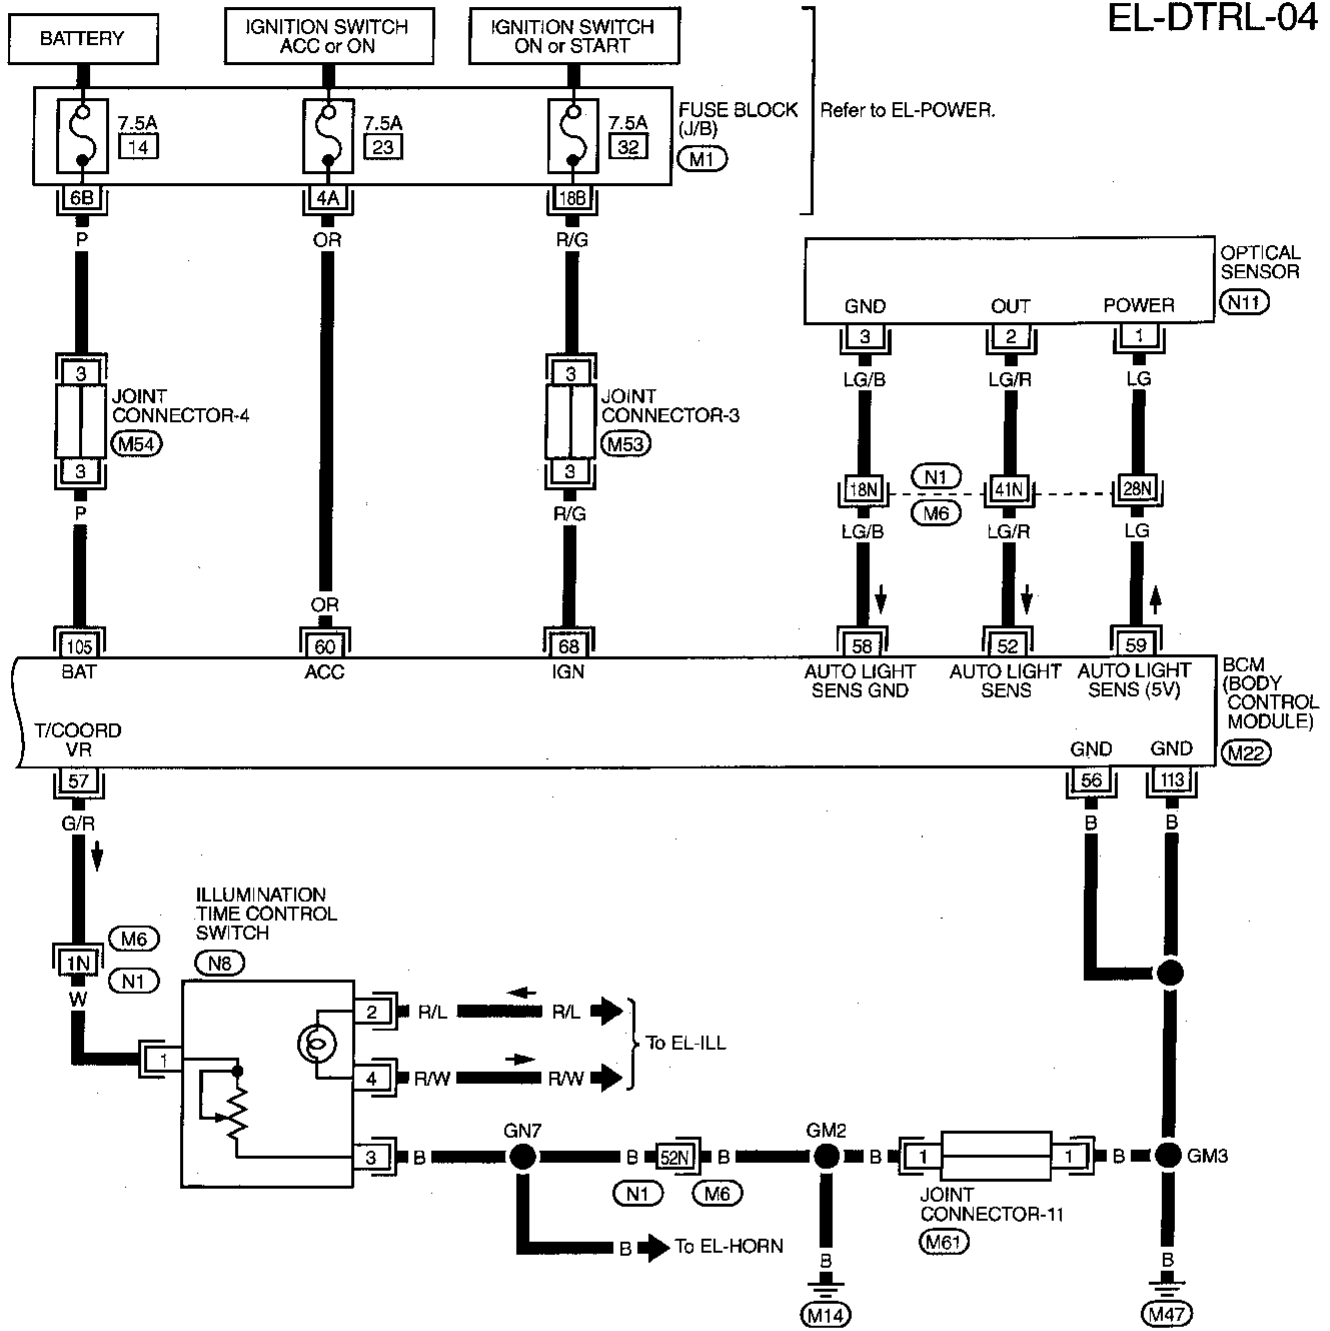 EL-DTRL-04
BATTERY
IGNITION SWITCH
ACC or ON
IGNITION SWITCH
ON or START
7.5A
14
7.5A
23
7.5A
32
FUSE BLOCK
(J/B)
M1
Refer to EL-POWER.
6B
4A
18B
P
OR
R/G
OPTICAL
SENSOR
N11
GND
OUT
POWER
3
2
1
LG/B
LG/R
LG
3
JOINT
CONNECTOR-4
M54
3
3
JOINT
CONNECTOR-3
M53
3
18N
N1
M6
41N
28N
P
R/G
LG/B
LG/R
LG
OR
105
60
68
58
52
59
BAT
ACC
IGN
AUTO LIGHT
SENS GND
AUTO LIGHT
SENS
AUTO LIGHT
SENS (5V)
BCM
(BODY
CONTROL
MODULE)
M22
T/COORD
VR
GND
GND
57
56
113
G/R
B
B
ILLUMINATION
TIME CONTROL
SWITCH
N8
M6
1N
N1
W
2
R/L
R/L
To EL-ILL
1
4
R/W
R/W
GN7
GM2
3
B
B
52N
B
B
1
1
B
GM3
N1
M6
JOINT
CONNECTOR-11
M61
B
To EL-HORN
B
B
M14
M47